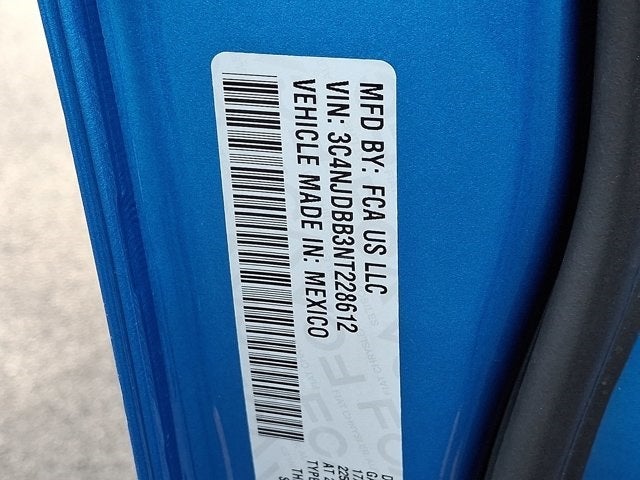 MFD BY: FCA US LLC
VIN: 3C4NJDBB3NT228612
VEHICLE MADE IN: MEXICO